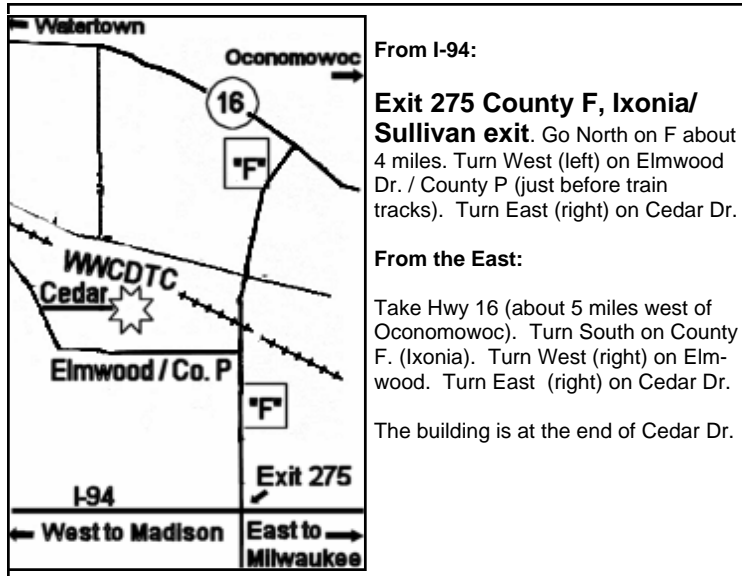 Watertown
Oconomowoc
16
"F"
WWCDTC
Cedar
Elmwood / Co. P
"F"
Exit 275
I-94
West to Madison
East to
Milwaukee
From I-94:
Exit 275 County F, Ixonia/
Sullivan exit. Go North on F about
4 miles. Turn West (left) on Elmwood
Dr. / County P (just before train
tracks).  Turn East (right) on Cedar Dr.
From the East:
Take Hwy 16 (about 5 miles west of
Oconomowoc).  Turn South on County
F. (Ixonia).  Turn West (right) on Elm-
wood.  Turn East  (right) on Cedar Dr.
The building is at the end of Cedar Dr.